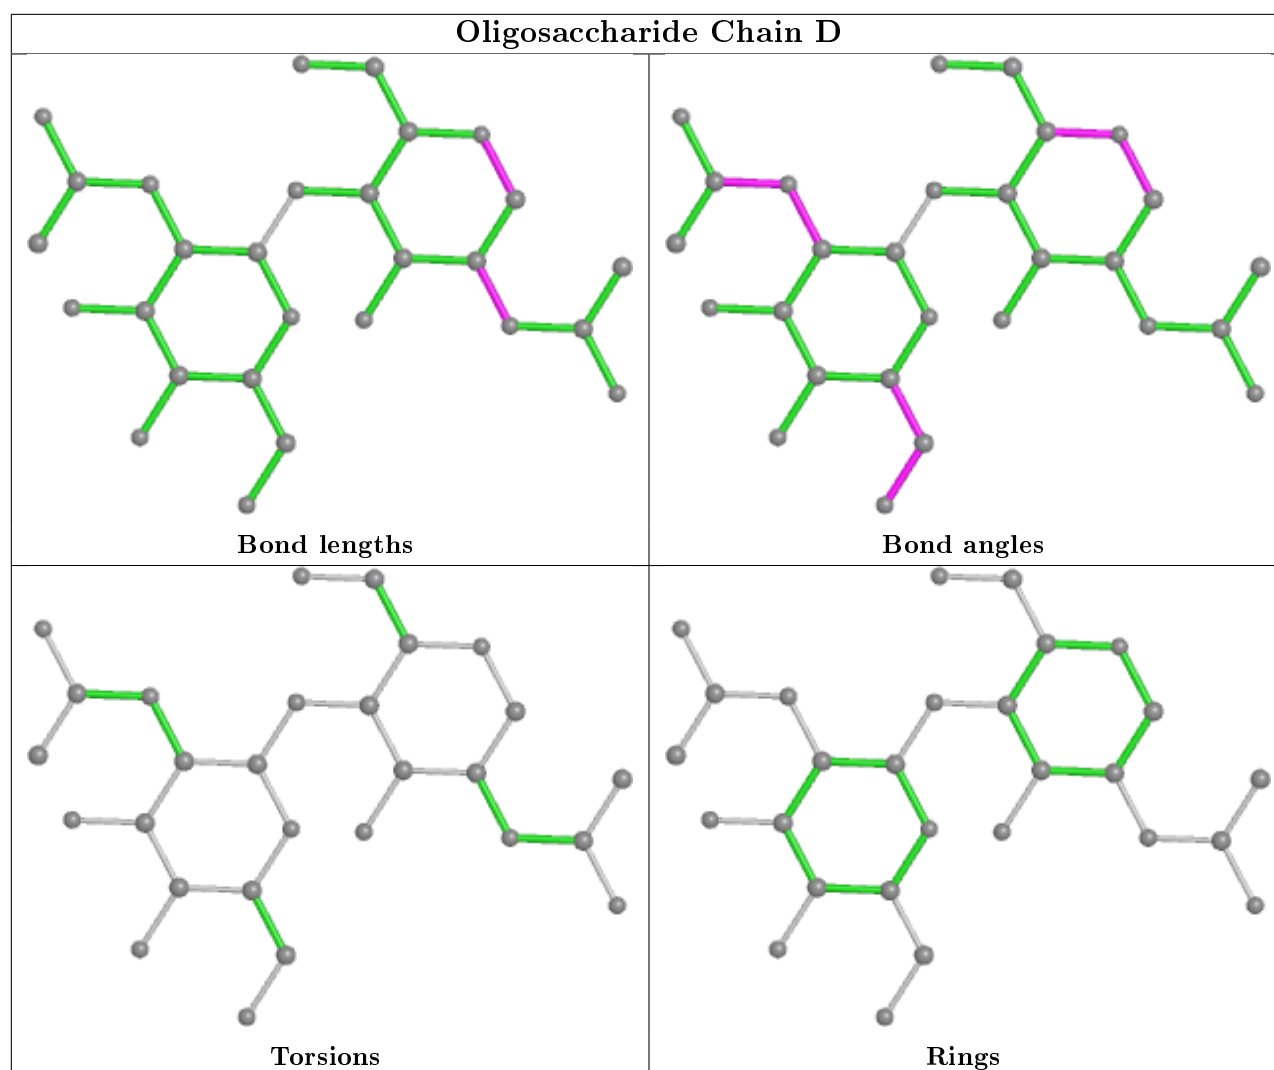 Oligosaccharide Chain D
Bond lengths
Bond angles
Torsions
Rings